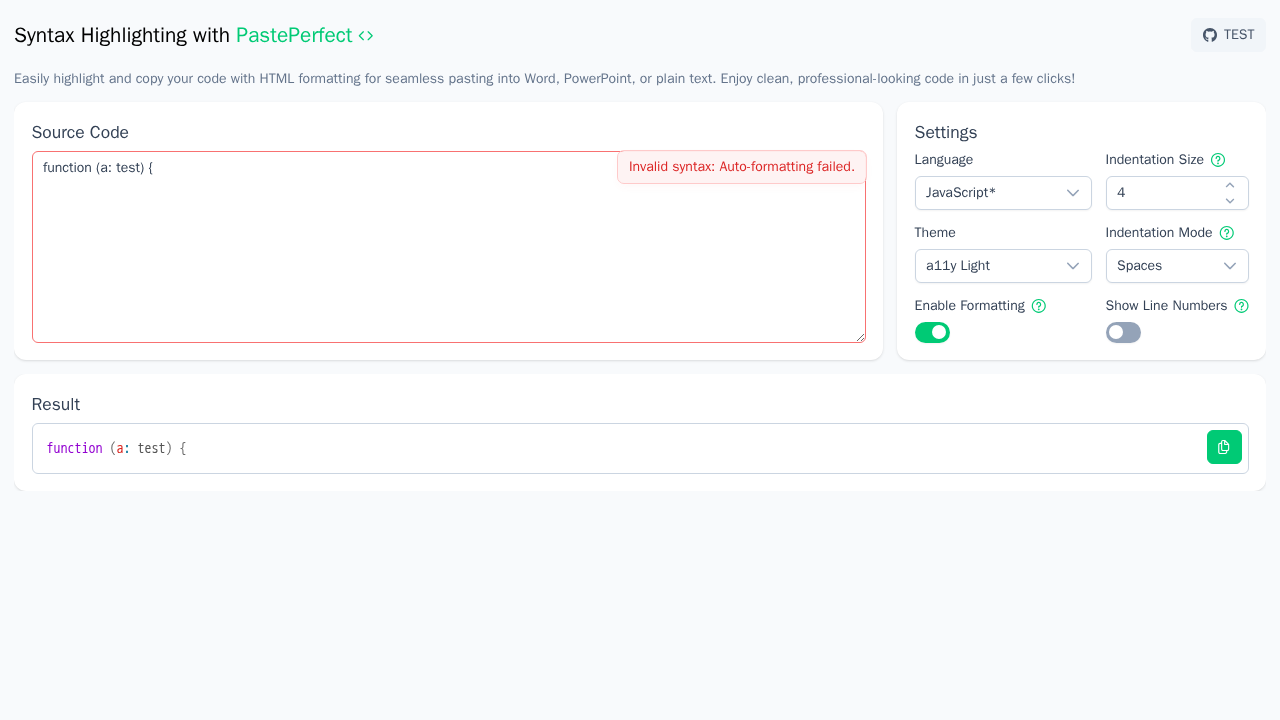 Syntax Highlighting with PastePerfect
TEST
Easily highlight and copy your code with HTML formatting for seamless pasting into Word, PowerPoint, or plain text. Enjoy clean, professional-looking code in just a few clicks!
Source Code
function (a: test) {
Invalid syntax: Auto-formatting failed.
Settings
Language
Indentation Size
JavaScript*
4
Theme
Indentation Mode
a11y Light
Spaces
Enable Formatting
Show Line Numbers
Result
function (a: test) {